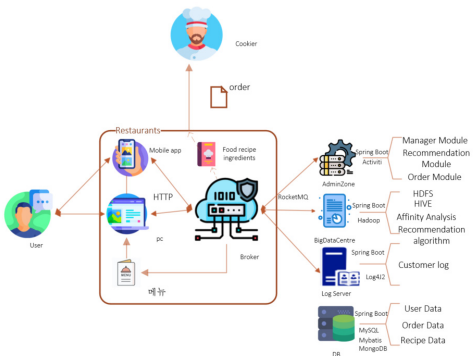 Cookier
order
Restaurants
Mobile app
Food recipe
ingredients
HTTP
pc
User
Broker
메뉴
RocketMQ
Spring Boot
Activiti
AdminZone
Manager Module
Recommendation
Module
Order Module
Spring Boot
Hadoop
BigDataCentre
HDFS
HIVE
Affinity Analysis
Recommendation
algorithm
Spring Boot
Log4J2
Log Server
Customer log
Spring Boot
MySQL
Mybatis
MongoDB
DB
User Data
Order Data
Recipe Data